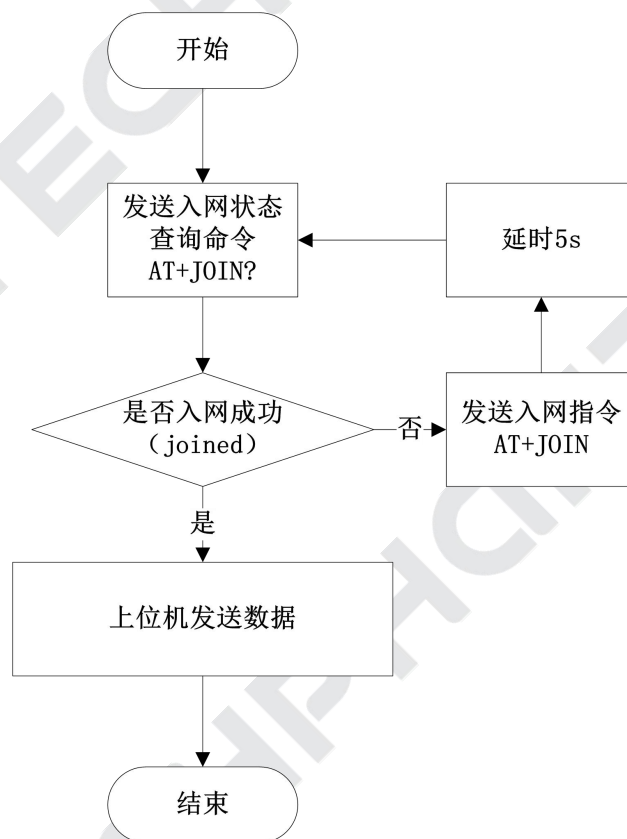 开始
发送入网状态
查询命令
AT+JOIN?
延时5s
是否入网成功
（joined）
否
发送入网指令
AT+JOIN
是
上位机发送数据
结束